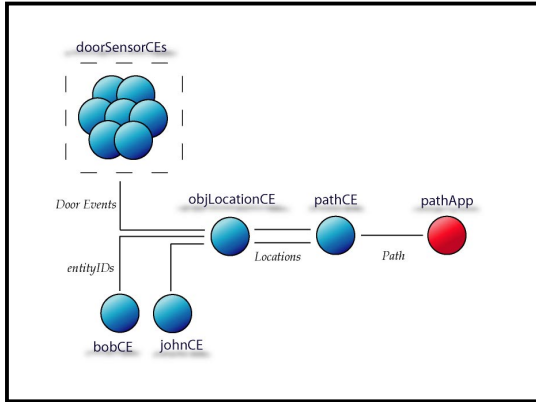 doorSensorCEs
Door Events
objLocationCE
pathCE
pathApp
entityIDs
Locations
Path
bobCE
johnCE